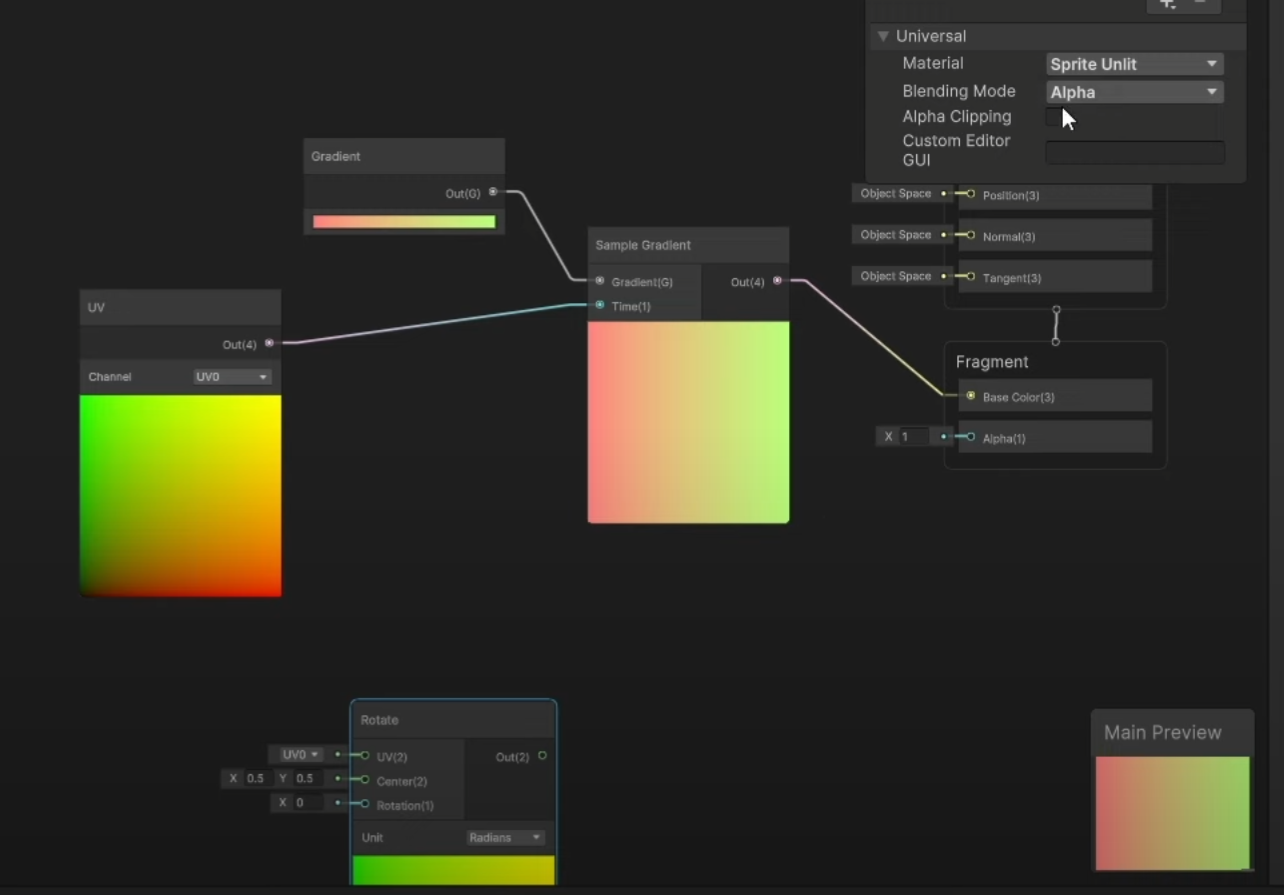 Universal
Material Sprite Unlit
Blending Mode Alpha
Alpha Clipping
Custom Editor
GUI
Gradient
Out(G)
Object Space Position(3)
Object Space Normal(3)
Object Space Tangent(3)
Sample Gradient
Gradient(G) Out(4)
Time(1)
UV
Out(4)
Channel UV0
Fragment
Base Color(3)
X 1 Alpha(1)
Rotate
UV0 UV(2) Out(2)
X 0.5 Y 0.5 Center(2)
X 0 Rotation(1)
Unit Radians
Main Preview